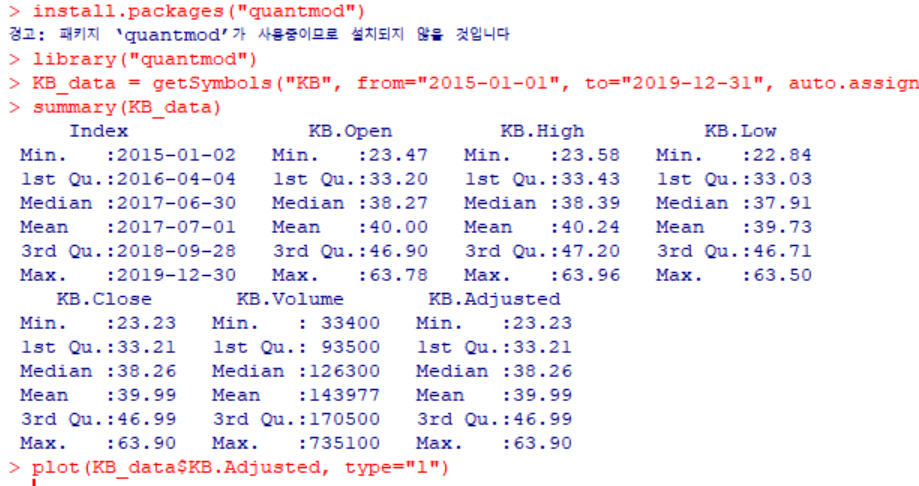 > install.packages("quantmod")
경고: 패키지 ‘quantmod’가 사용중이므로 설치되지 않을 것입니다
> library("quantmod")
> KB_data = getSymbols("KB", from="2015-01-01", to="2019-12-31", auto.assign
> summary(KB_data)
     Index               KB.Open         KB.High          KB.Low
 Min.   :2015-01-02   Min.   :23.47   Min.   :23.58   Min.   :22.84
 1st Qu.:2016-04-04   1st Qu.:33.20   1st Qu.:33.43   1st Qu.:33.03
 Median :2017-06-30   Median :38.27   Median :38.39   Median :37.91
 Mean   :2017-07-01   Mean   :40.00   Mean   :40.24   Mean   :39.73
 3rd Qu.:2018-09-28   3rd Qu.:46.90   3rd Qu.:47.20   3rd Qu.:46.71
 Max.   :2019-12-30   Max.   :63.78   Max.   :63.96   Max.   :63.50
    KB.Close       KB.Volume       KB.Adjusted
 Min.   :23.23   Min.   : 33400   Min.   :23.23
 1st Qu.:33.21   1st Qu.: 93500   1st Qu.:33.21
 Median :38.26   Median :126300   Median :38.26
 Mean   :39.99   Mean   :143977   Mean   :39.99
 3rd Qu.:46.99   3rd Qu.:170500   3rd Qu.:46.99
 Max.   :63.90   Max.   :735100   Max.   :63.90
> plot(KB_data$KB.Adjusted, type="l")